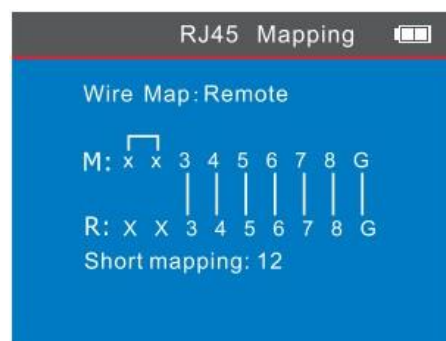 RJ45 Mapping
Wire Map:Remote
M: x x 3 4 5 6 7 8 G
R: X X 3 4 5 6 7 8 G
Short mapping: 12